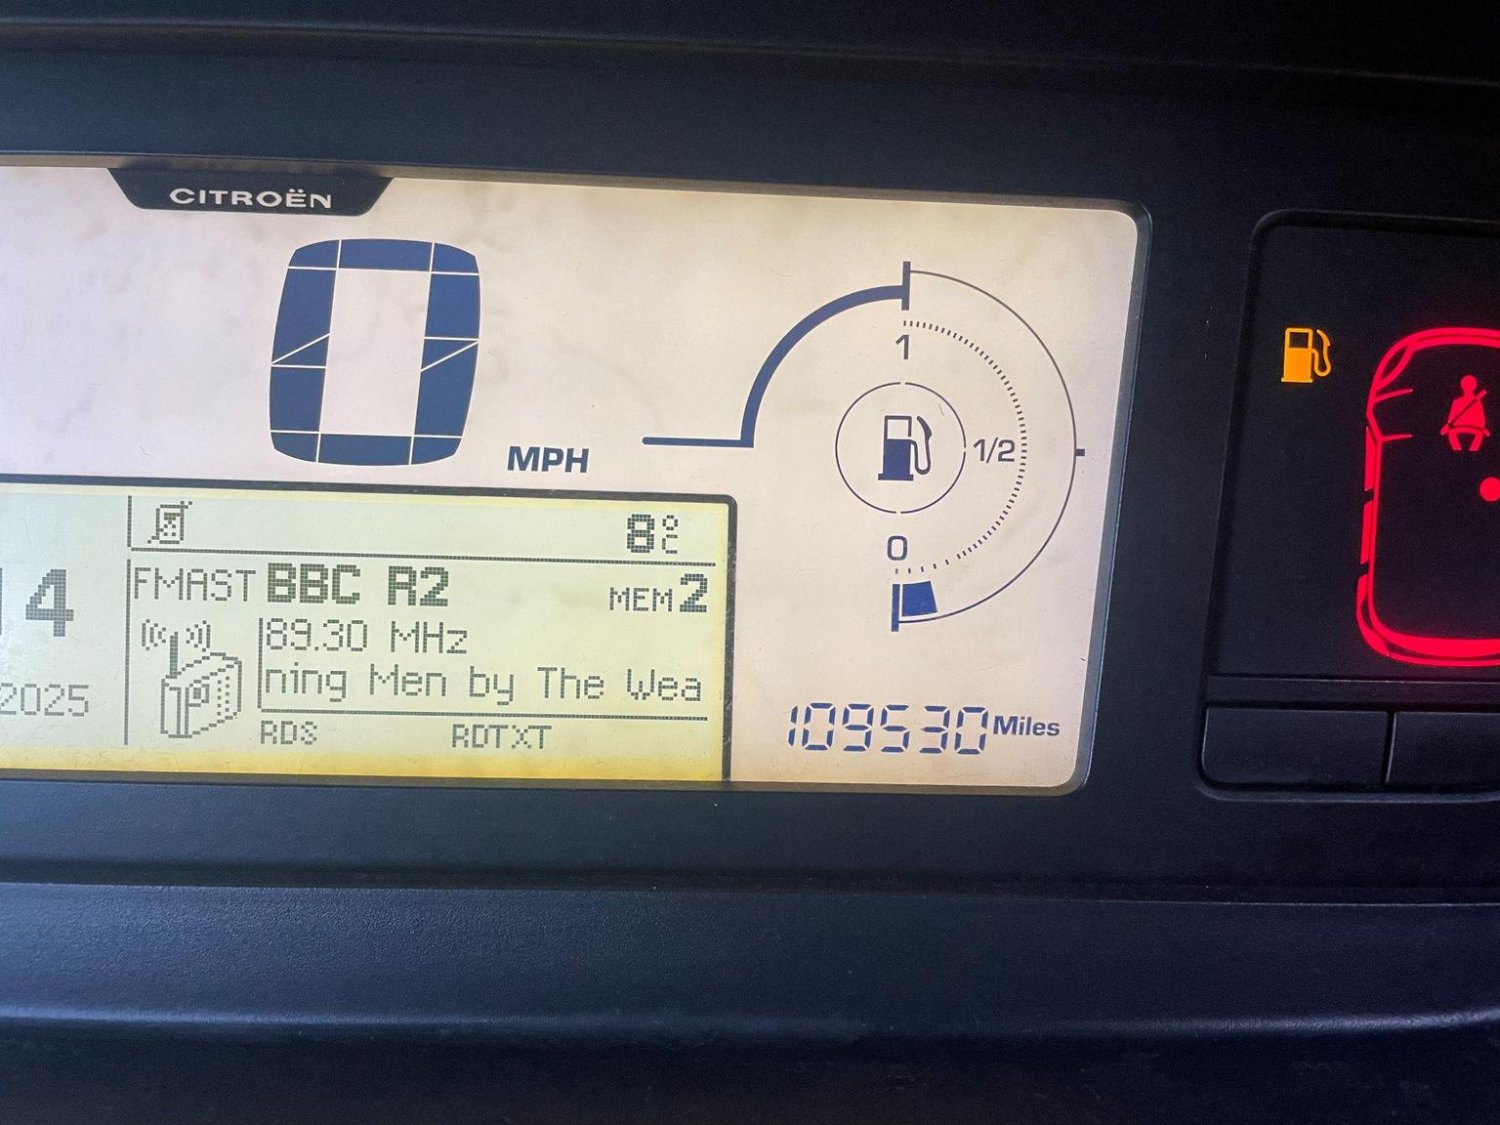 CITROËN
0
MPH
1
1/2
0
8°C
14
FMAST BBC R2 MEM 2
89.30 MHz
2025
ning Men by The Wea
RDS RDTXT
109530 Miles